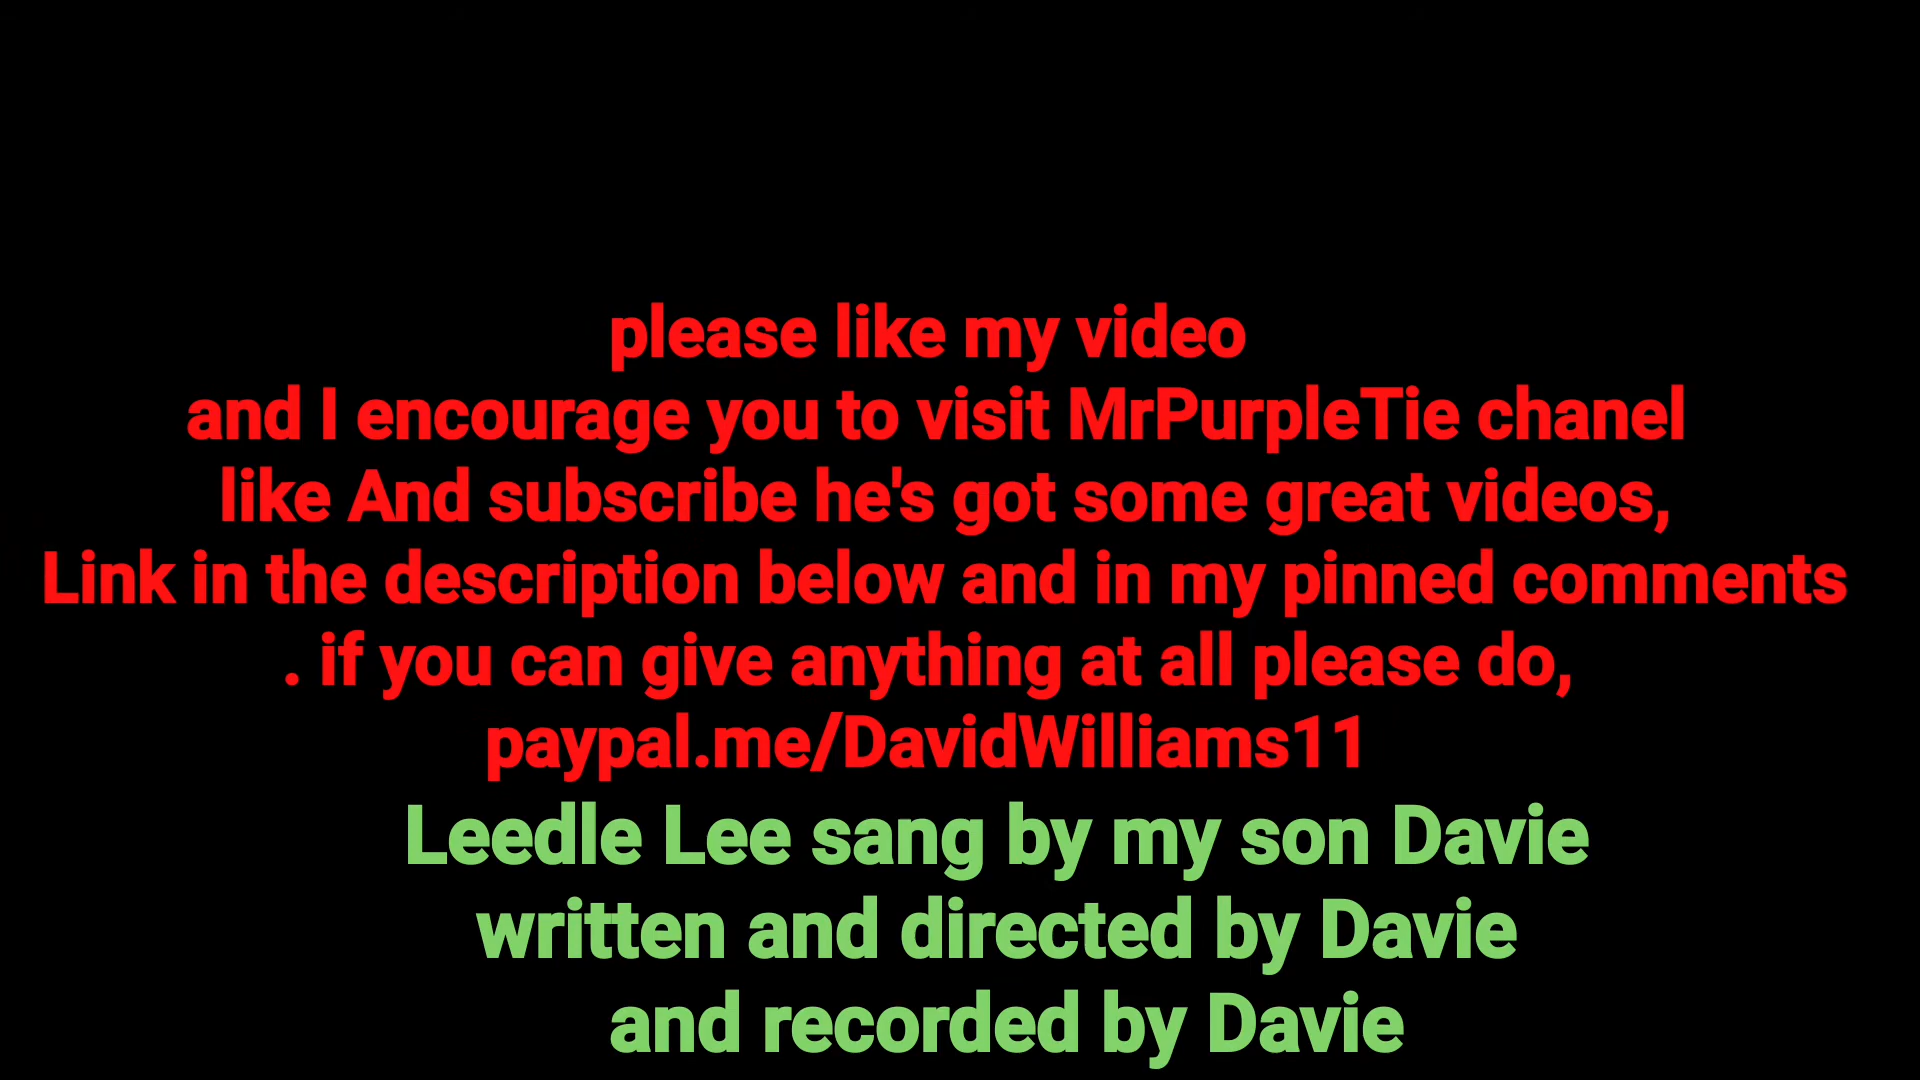 please like my video
and I encourage you to visit MrPurpleTie chanel
like And subscribe he's got some great videos,
Link in the description below and in my pinned comments
. if you can give anything at all please do,
paypal.me/DavidWilliams11
Leedle Lee sang by my son Davie
written and directed by Davie
and recorded by Davie